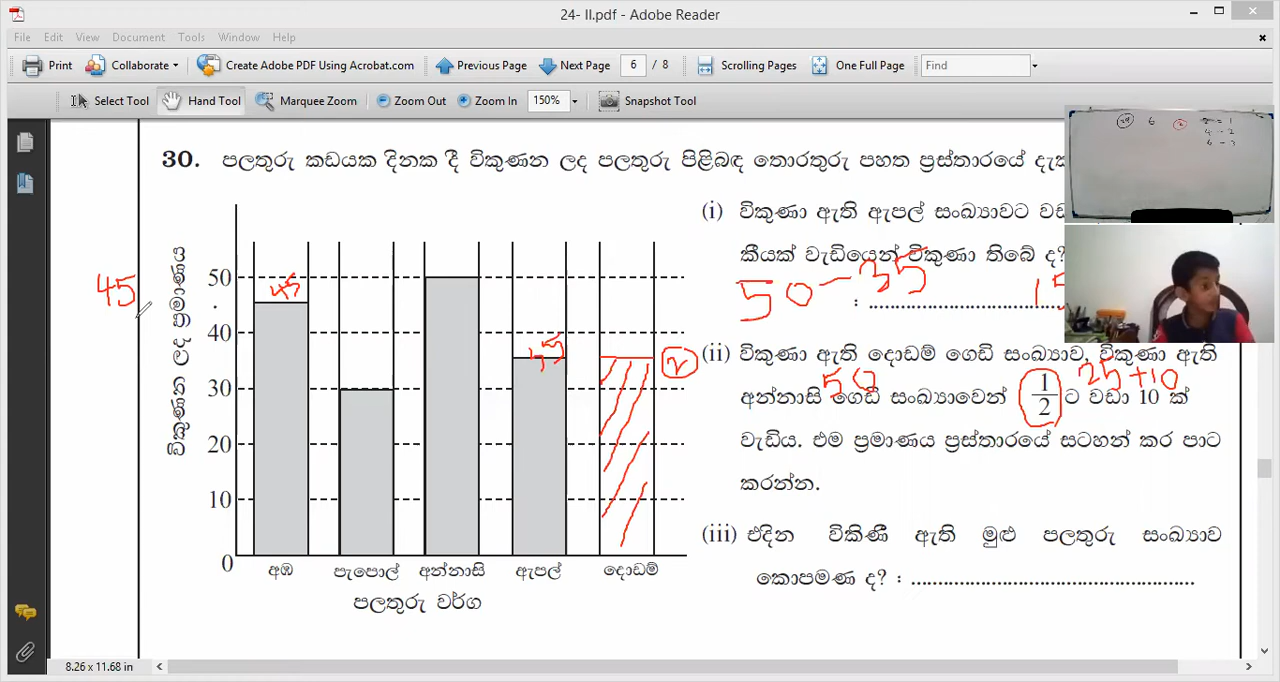 24- II.pdf - Adobe Reader
File Edit View Document Tools Window Help
Print Collaborate Create Adobe PDF Using Acrobat.com Previous Page Next Page 6 / 8 Scrolling Pages One Full Page Find
Select Tool Hand Tool Marquee Zoom Zoom Out Zoom In 150% Snapshot Tool
30. පලතුරු කඩයක දිනක දී විකුණන ලද පලතුරු පිළිබඳ තොරතුරු පහත ප්‍රස්තාරයේ
විකුණන ලද ප්‍රමාණය
50
40
30
20
10
0
අඹ පැපොල් අන්නාසි ඇපල් දොඩම්
පලතුරු වර්ග
45
45
35
(i) විකුණා ඇති ඇපල් සංඛ්‍යාවට
කීයක් වැඩියෙන් විකුණා තිබේ ද?
50 - 35
: ........................................
15
(ii) විකුණා ඇති දොඩම් ගෙඩි සංඛ්‍යාව, විකුණා ඇති
50 25 + 10
අන්නාසි ගෙඩි සංඛ්‍යාවෙන් 1/2 ට වඩා 10 ක්
වැඩිය. එම ප්‍රමාණය ප්‍රස්තාරයේ සටහන් කර පාට
කරන්න.
(iii) එදින විකිණී ඇති මුළු පලතුරු සංඛ්‍යාව
කොපමණ ද? : ........................................
8.26 x 11.68 in